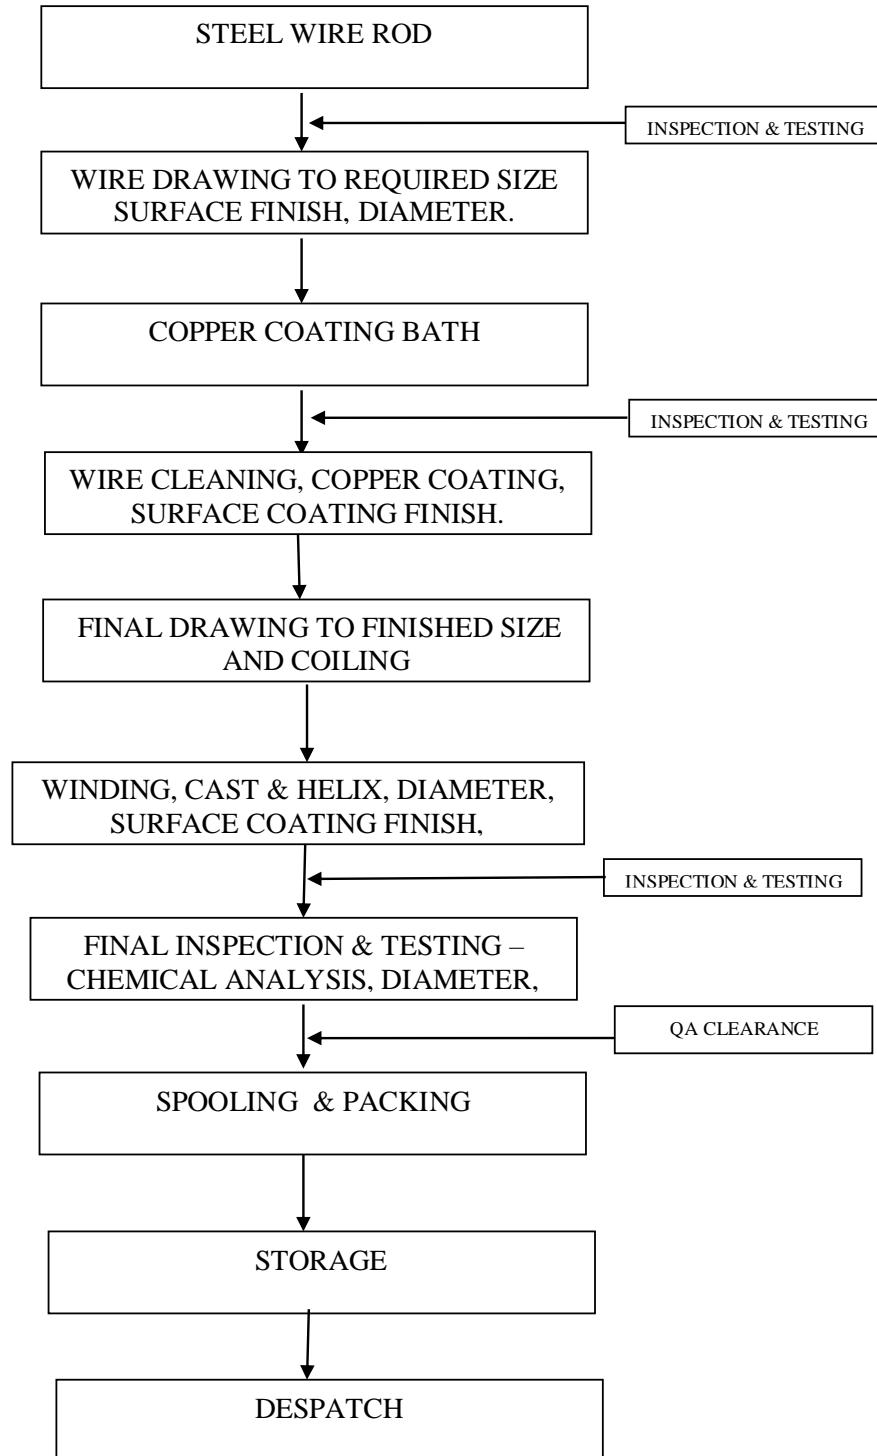 STEEL WIRE ROD
INSPECTION & TESTING
WIRE DRAWING TO REQUIRED SIZE
SURFACE FINISH, DIAMETER.
COPPER COATING BATH
INSPECTION & TESTING
WIRE CLEANING, COPPER COATING,
SURFACE COATING FINISH.
FINAL DRAWING TO FINISHED SIZE
AND COILING
WINDING, CAST & HELIX, DIAMETER,
SURFACE COATING FINISH,
INSPECTION & TESTING
FINAL INSPECTION & TESTING –
CHEMICAL ANALYSIS, DIAMETER,
QA CLEARANCE
SPOOLING & PACKING
STORAGE
DESPATCH